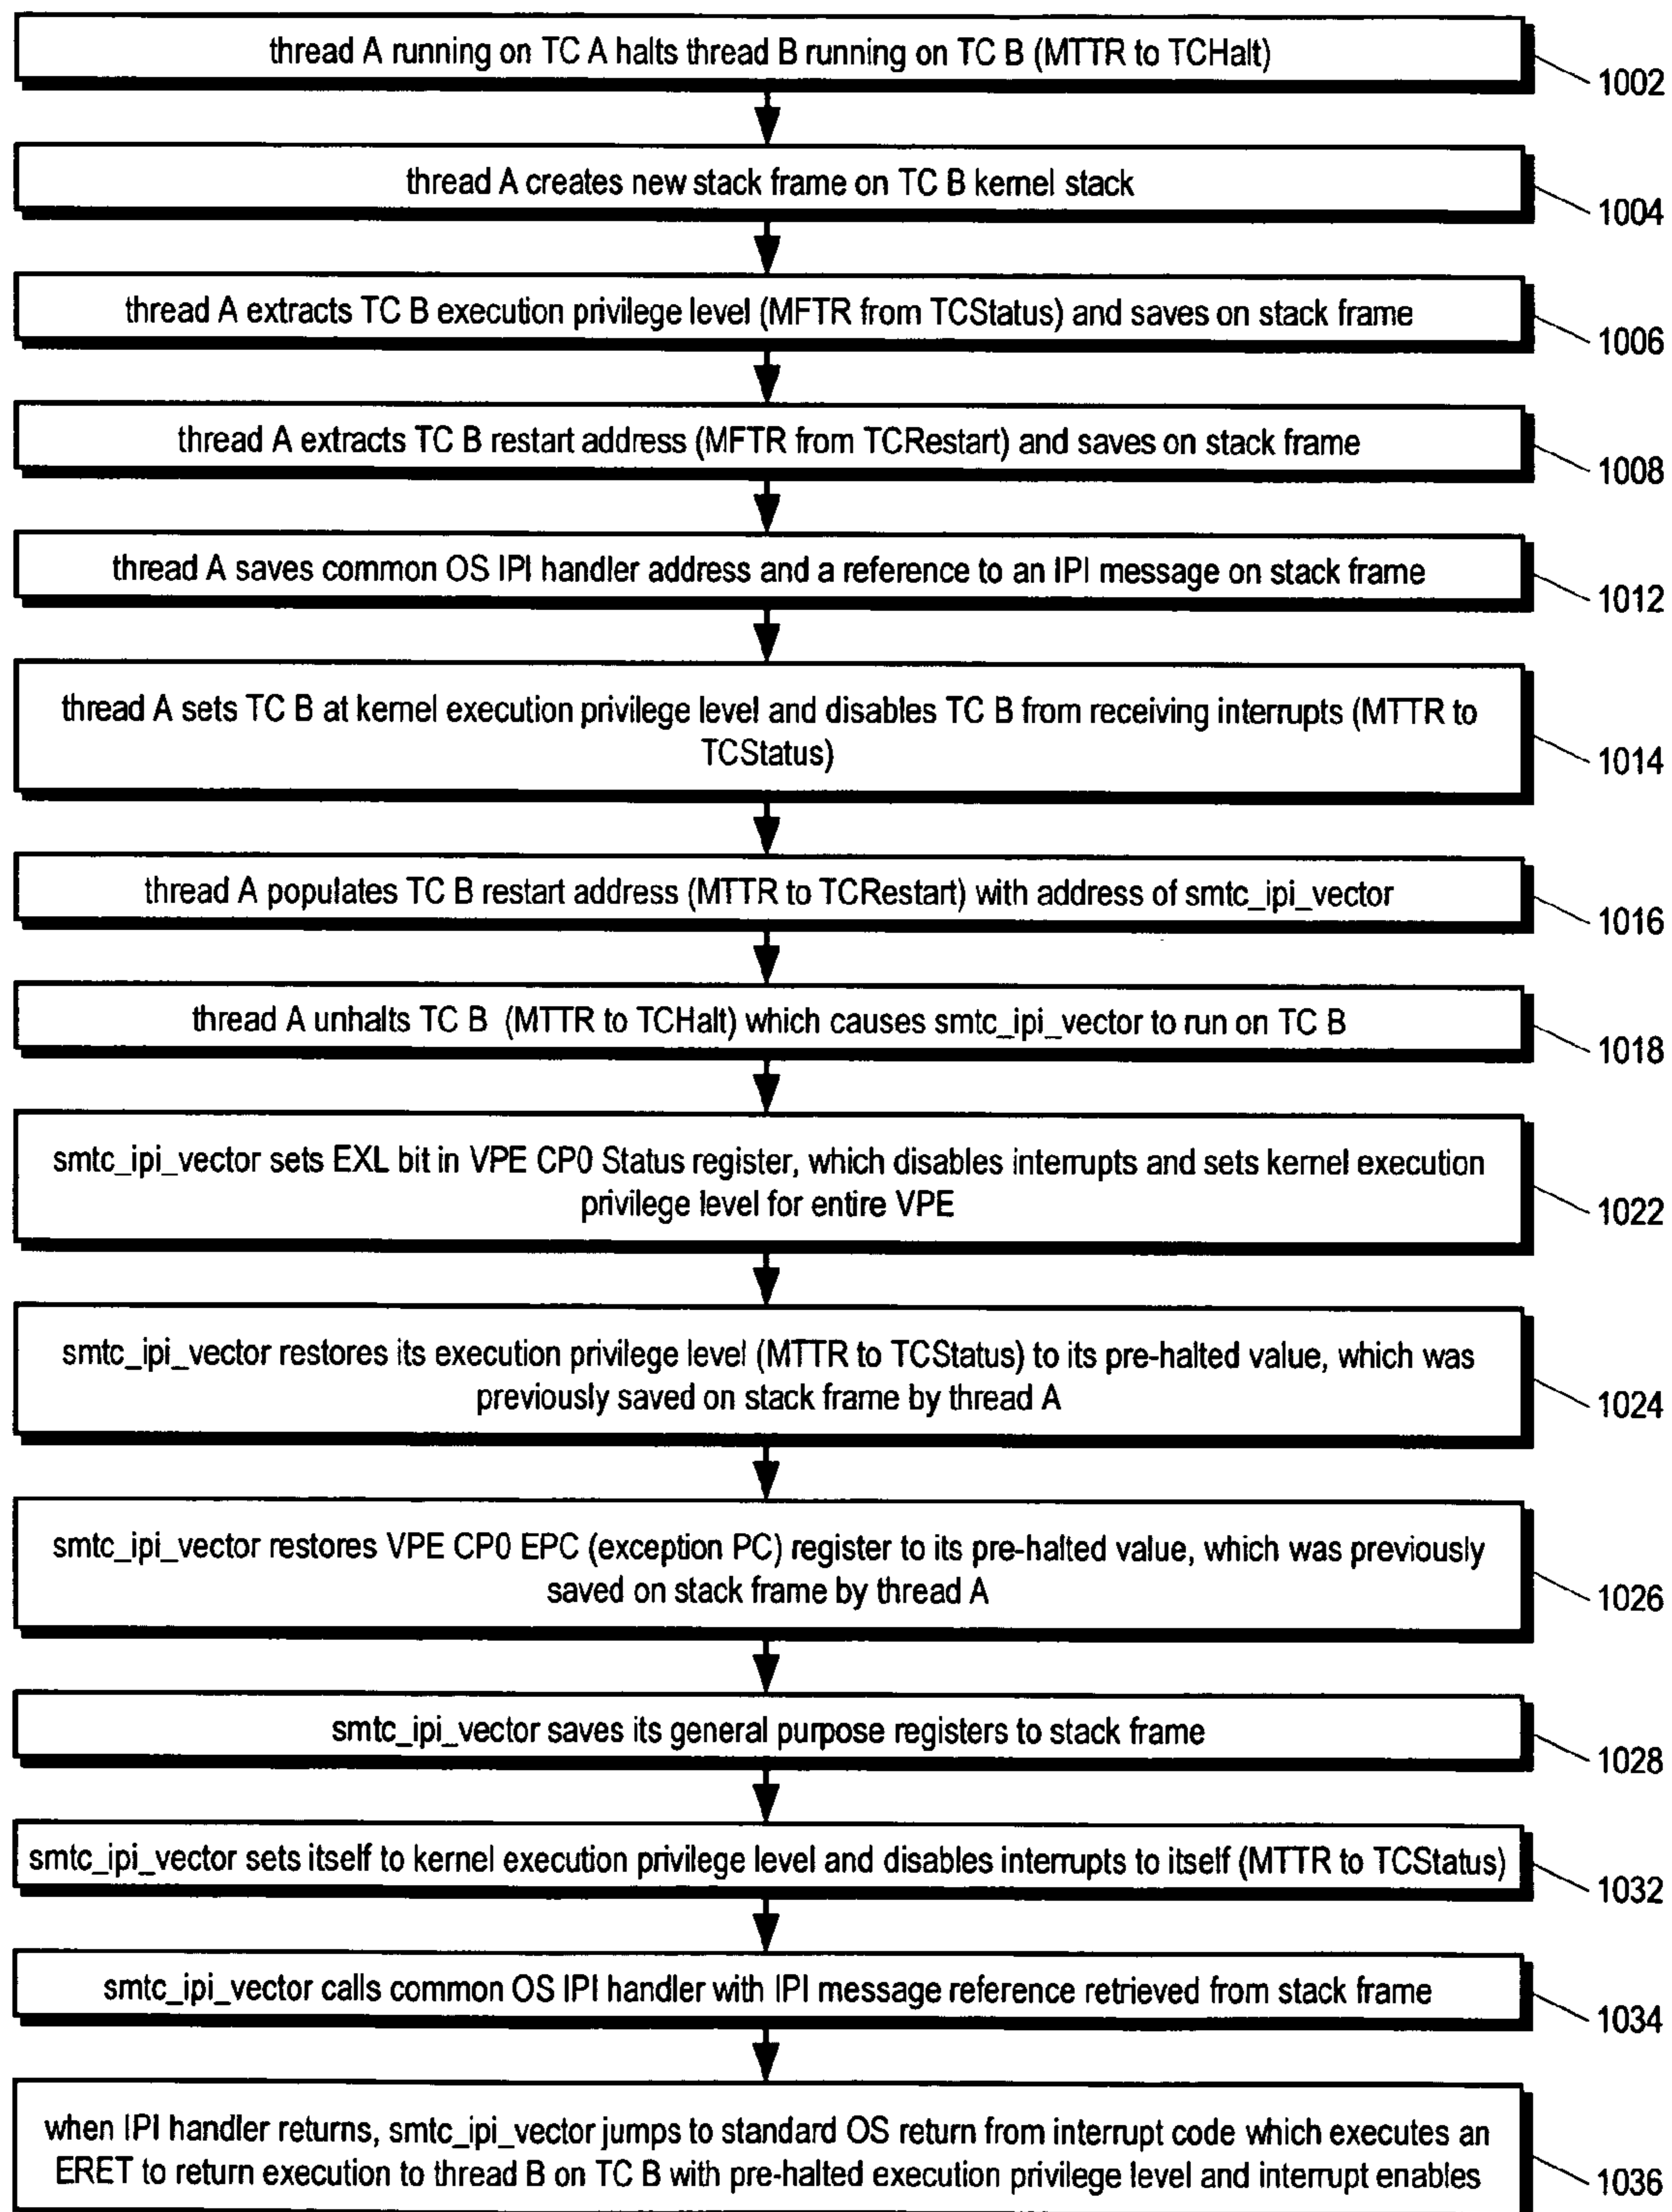 thread A running on TC A halts thread B running on TC B (MTTR to TCHalt)
1002
thread A creates new stack frame on TC B kernel stack
1004
thread A extracts TC B execution privilege level (MFTR from TCStatus) and saves on stack frame
1006
thread A extracts TC B restart address (MFTR from TCRestart) and saves on stack frame
1008
thread A saves common OS IPI handler address and a reference to an IPI message on stack frame
1012
thread A sets TC B at kernel execution privilege level and disables TC B from receiving interrupts (MTTR to
TCStatus)
1014
thread A populates TC B restart address (MTTR to TCRestart) with address of smtc_ipi_vector
1016
thread A unhalts TC B (MTTR to TCHalt) which causes smtc_ipi_vector to run on TC B
1018
smtc_ipi_vector sets EXL bit in VPE CP0 Status register, which disables interrupts and sets kernel execution
privilege level for entire VPE
1022
smtc_ipi_vector restores its execution privilege level (MTTR to TCStatus) to its pre-halted value, which was
previously saved on stack frame by thread A
1024
smtc_ipi_vector restores VPE CP0 EPC (exception PC) register to its pre-halted value, which was previously
saved on stack frame by thread A
1026
smtc_ipi_vector saves its general purpose registers to stack frame
1028
smtc_ipi_vector sets itself to kernel execution privilege level and disables interrupts to itself (MTTR to TCStatus)
1032
smtc_ipi_vector calls common OS IPI handler with IPI message reference retrieved from stack frame
1034
when IPI handler returns, smtc_ipi_vector jumps to standard OS return from interrupt code which executes an
ERET to return execution to thread B on TC B with pre-halted execution privilege level and interrupt enables
1036